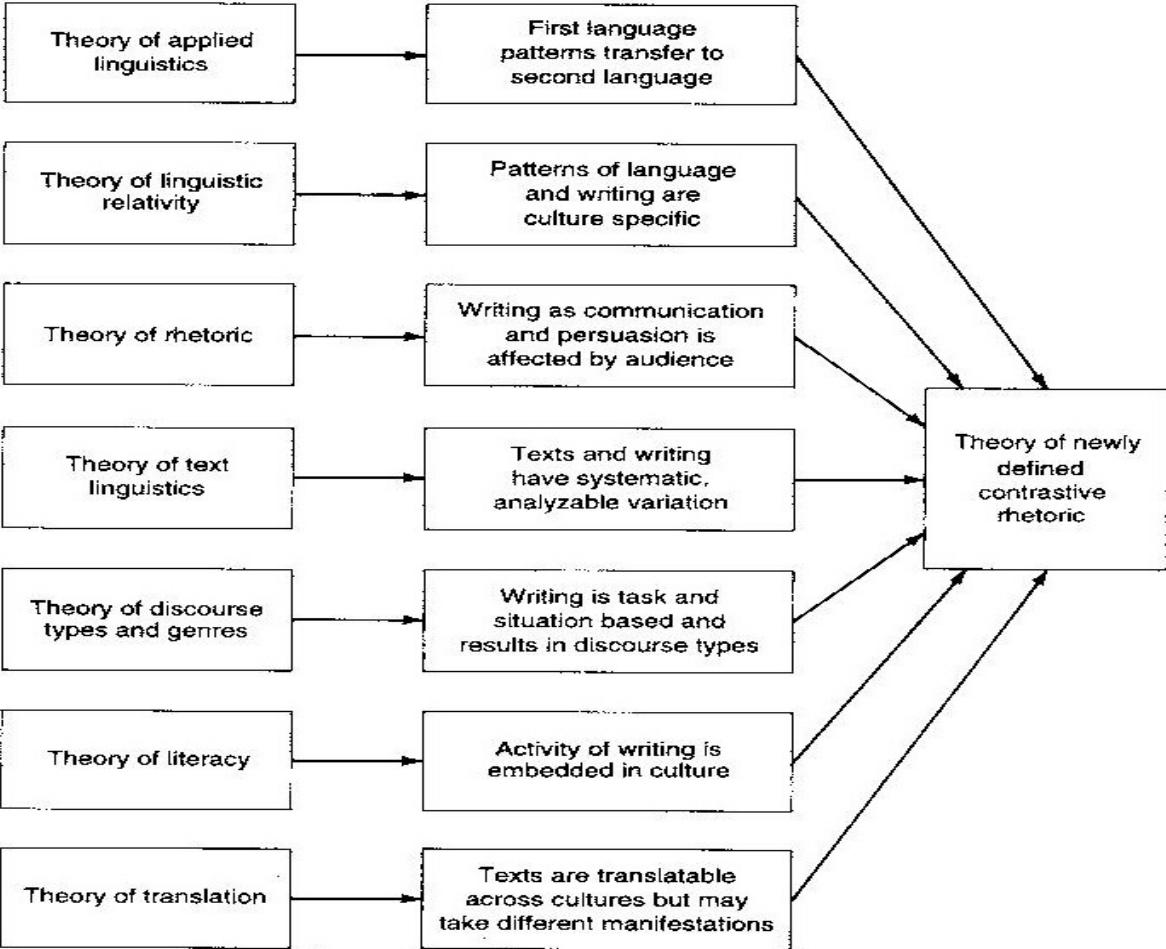 Theory of applied
linguistics
First language
patterns transfer to
second language
Theory of linguistic
relativity
Patterns of language
and writing are
culture specific
Theory of rhetoric
Writing as communication
and persuasion is
affected by audience
Theory of text
linguistics
Texts and writing
have systematic,
analyzable variation
Theory of discourse
types and genres
Writing is task and
situation based and
results in discourse types
Theory of literacy
Activity of writing is
embedded in culture
Theory of translation
Texts are translatable
across cultures but may
take different manifestations
Theory of newly
defined
contrastive
rhetoric